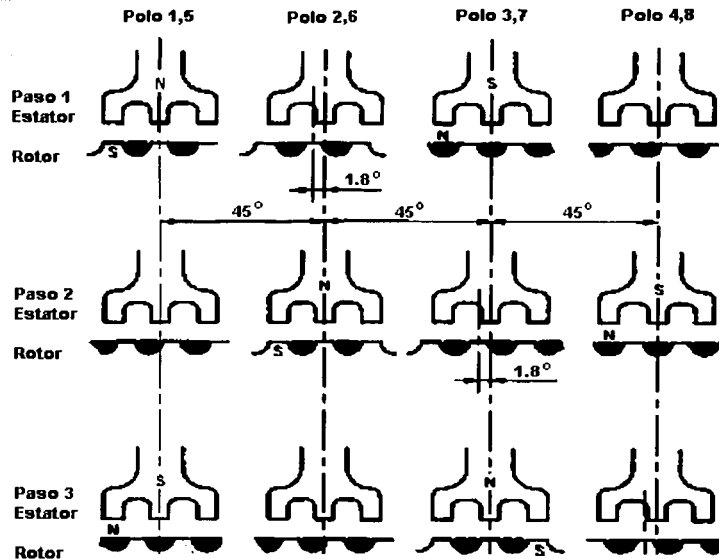 Polo 1,5 Polo 2,6 Polo 3,7 Polo 4,8
N S
Paso 1
Estator
N
Rotor S
1.8°
45° 45° 45°
Paso 2 N S
Estator
Rotor S N
1.8°
S N
Paso 3
Estator
N
Rotor S